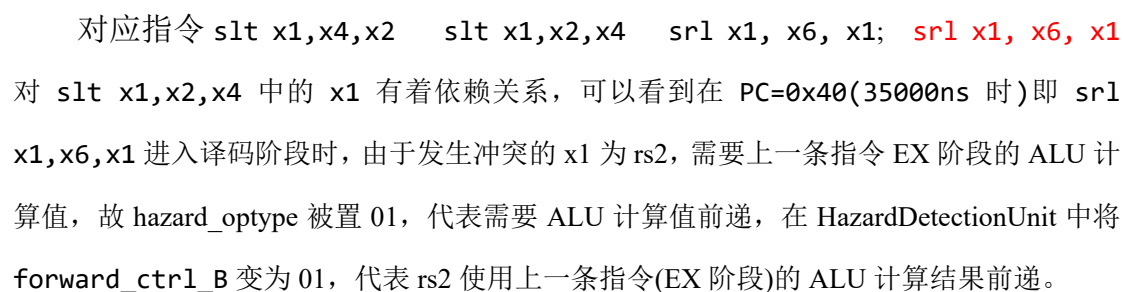 对应指令 slt x1,x4,x2 slt x1,x2,x4 srl x1, x6, x1; srl x1, x6, x1
对 slt x1,x2,x4 中的 x1 有着依赖关系，可以看到在 PC=0x40(35000ns 时)即 srl
x1,x6,x1 进入译码阶段时，由于发生冲突的 x1 为 rs2，需要上一条指令 EX 阶段的 ALU 计
算值，故 hazard_optype 被置 01，代表需要 ALU 计算值前递，在 HazardDetectionUnit 中将
forward_ctrl_B 变为 01，代表 rs2 使用上一条指令(EX 阶段)的 ALU 计算结果前递。